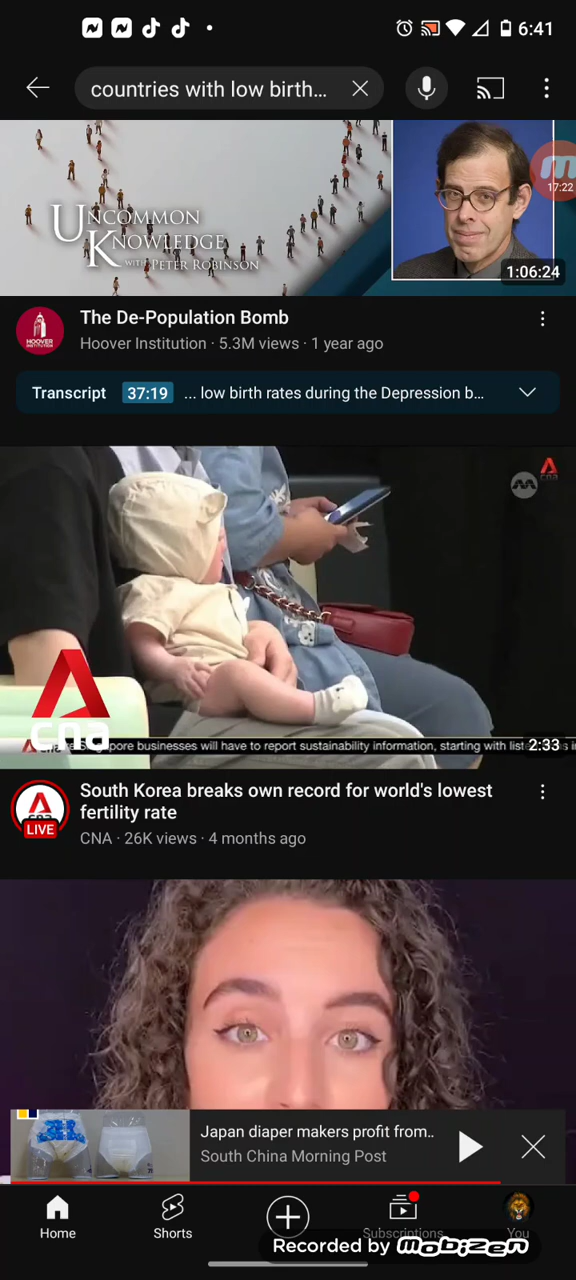 6:41
countries with low birth...
UNCOMMON
KNOWLEDGE
WITH PETER ROBINSON
17:22
1:06:24
The De-Population Bomb
HOOVER
INSTITUTION
Hoover Institution · 5.3M views · 1 year ago
Transcript 37:19 ... low birth rates during the Depression b...
cna
cna
pore businesses will have to report sustainability information, starting with list
2:33
South Korea breaks own record for world's lowest
fertility rate
LIVE
CNA · 26K views · 4 months ago
Japan diaper makers profit from..
South China Morning Post
Home
Shorts
Subscriptions
You
Recorded by mobizen